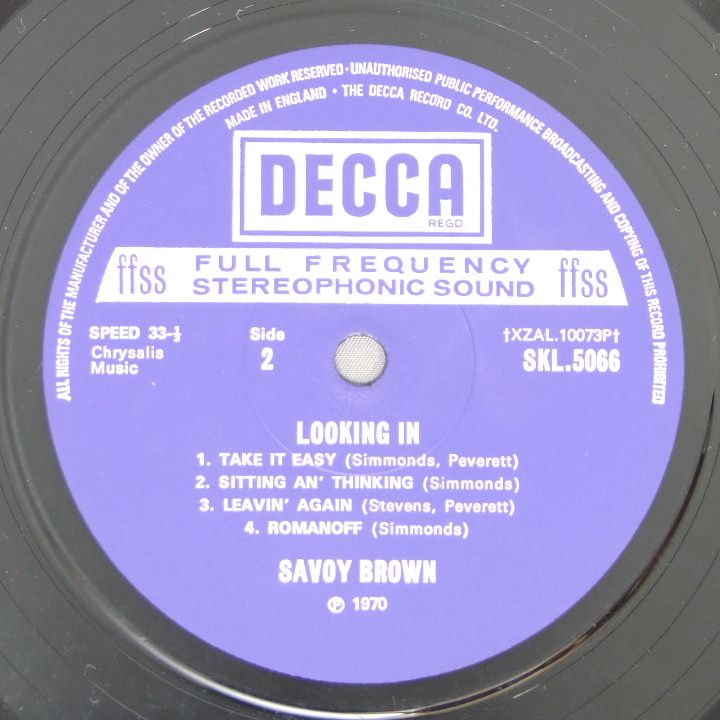 ALL RIGHTS OF THE MANUFACTURER AND OF THE OWNER OF THE RECORDED WORK RESERVED · UNAUTHORISED PUBLIC PERFORMANCE BROADCASTING AND COPYING OF THIS RECORD PROHIBITED
MADE IN ENGLAND · THE DECCA RECORD CO. LTD.
DECCA
REGD.
ffss FULL FREQUENCY ffss
STEREOPHONIC SOUND
SPEED 33-⅓ Side †XZAL.10073P†
Chrysalis 2 SKL.5066
Music
LOOKING IN
1. TAKE IT EASY (Simmonds, Peverett)
2. SITTING AN' THINKING (Simmonds)
3. LEAVIN' AGAIN (Stevens, Peverett)
4. ROMANOFF (Simmonds)
SAVOY BROWN
℗ 1970